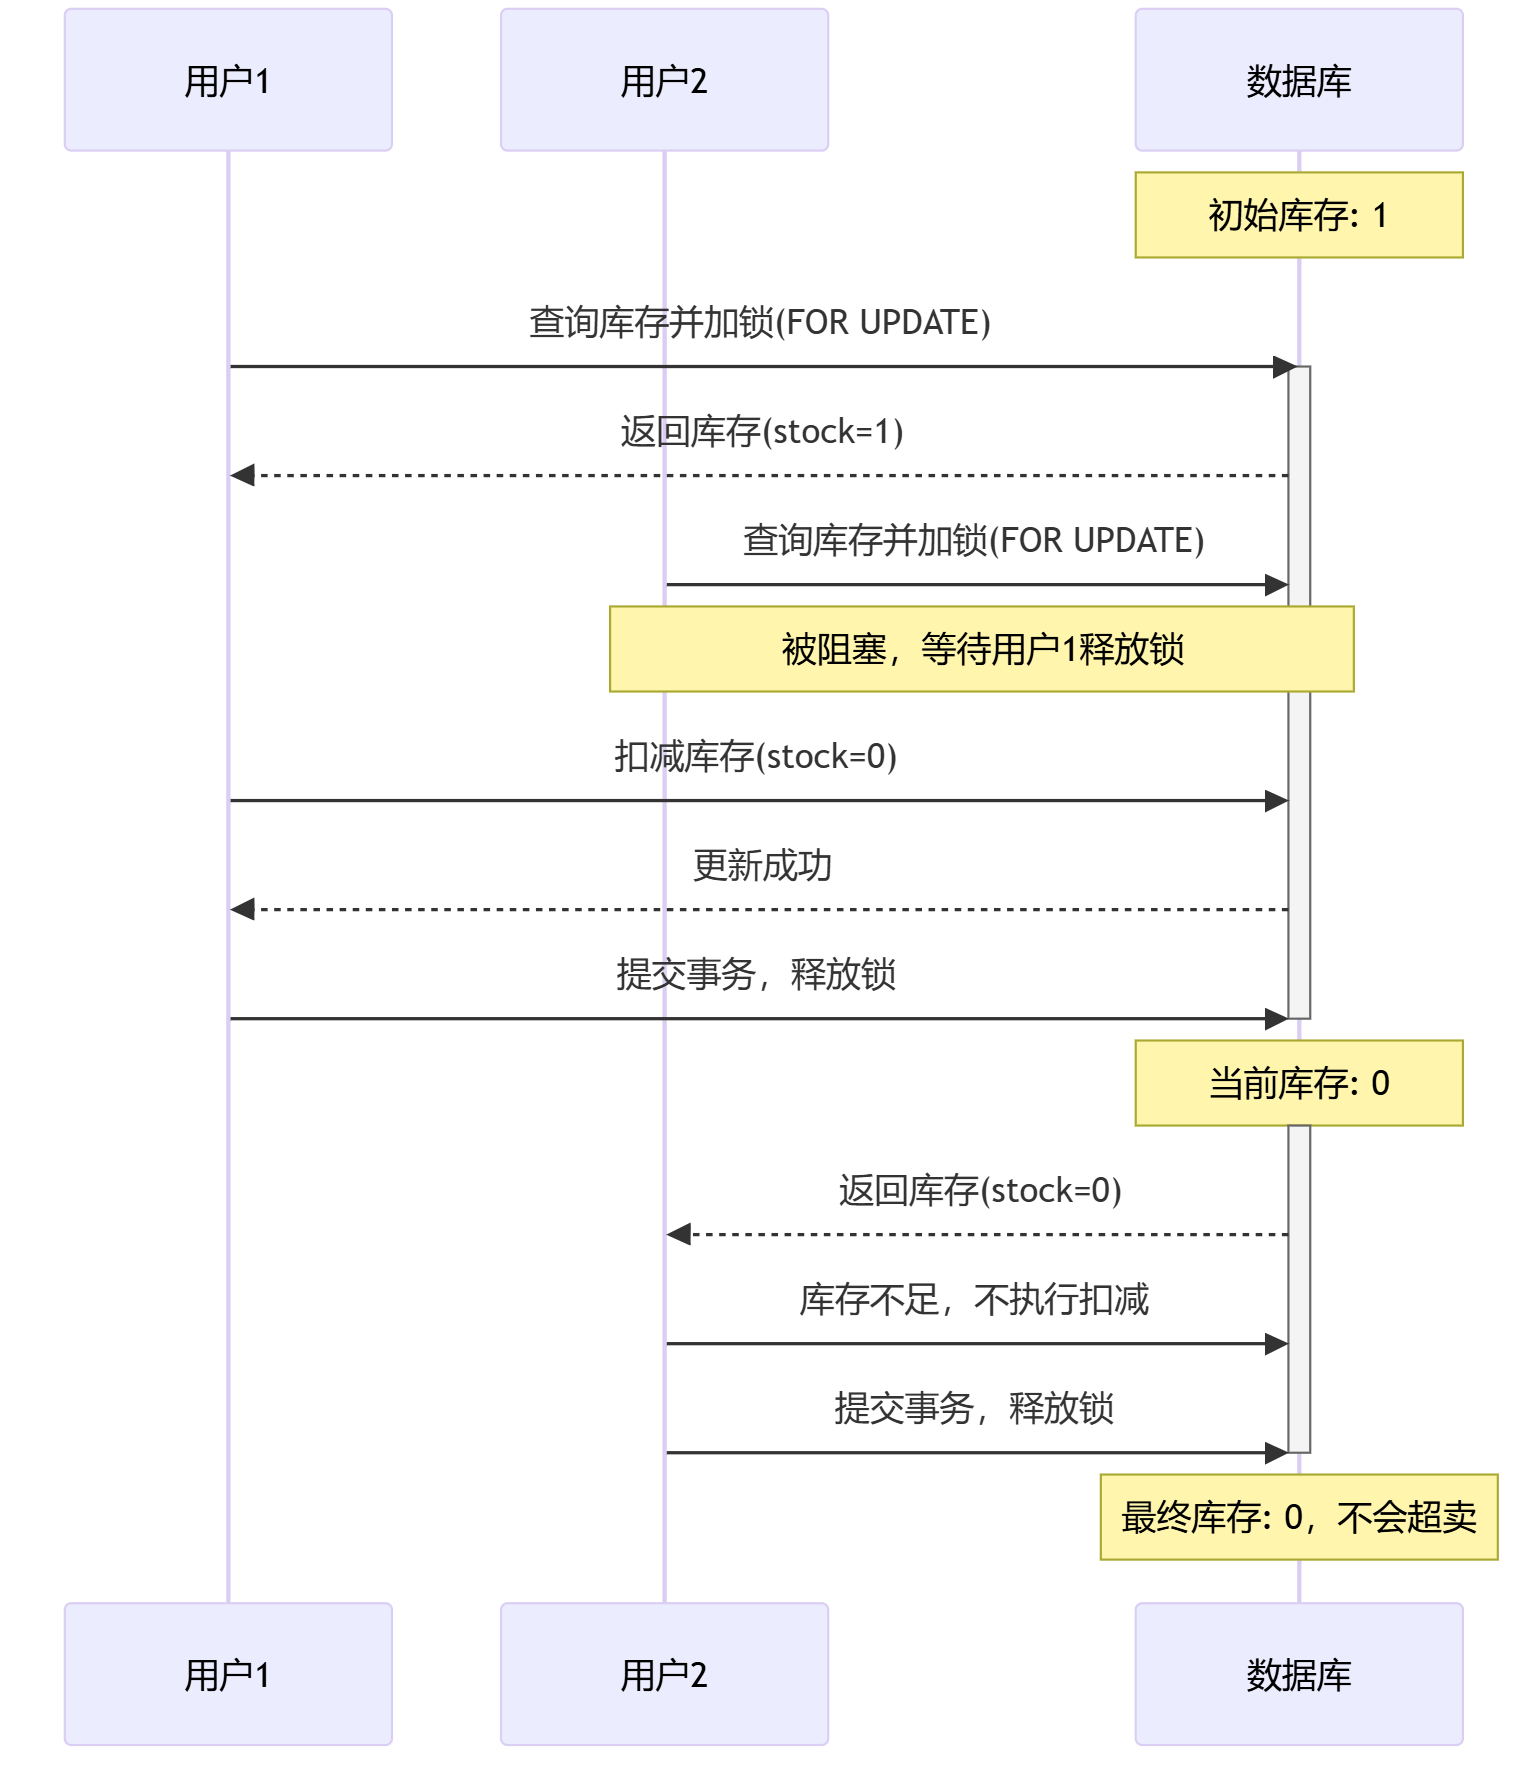 用户1
用户2
数据库
初始库存: 1
查询库存并加锁(FOR UPDATE)
返回库存(stock=1)
查询库存并加锁(FOR UPDATE)
被阻塞，等待用户1释放锁
扣减库存(stock=0)
更新成功
提交事务，释放锁
当前库存: 0
返回库存(stock=0)
库存不足，不执行扣减
提交事务，释放锁
最终库存: 0，不会超卖
用户1
用户2
数据库